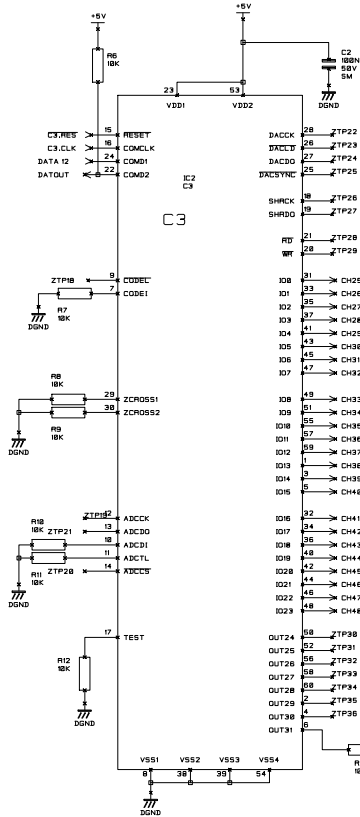 +5V
+5V
R6
10K
C2
100N
50V
SM
DGND
23
53
VDD1
VDD2
C3.RES 15 RESET
C3.CLK 16 COMCLK
DATA 12 24 COMD1
DATOUT 22 COMD2
IC2
C3
C3
DACCK 28 ZTP22
DACLD 26 ZTP23
DACDO 27 ZTP24
DACSYNC 25 ZTP25
SHRCK 18 ZTP26
SHRDO 19 ZTP27
RD 21 ZTP28
WR 20 ZTP29
ZTP18 9 CODEL
7 CODEI
R7
10K
DGND
IO0 31 CH25
IO1 33 CH26
IO2 35 CH27
IO3 37 CH28
IO4 41 CH29
IO5 43 CH30
IO6 45 CH31
IO7 47 CH32
R8
10K
29 ZCROSS1
30 ZCROSS2
R9
10K
DGND
IO8 49 CH33
IO9 51 CH34
IO10 55 CH35
IO11 57 CH36
IO12 59 CH37
IO13 1 CH38
IO14 3 CH39
IO15 5 CH40
ZTP19 12 ADCCK
R10
10K
ZTP21 13 ADCDO
10 ADCDI
11 ADCTL
R11
10K
ZTP20 14 ADCCS
DGND
IO16 32 CH41
IO17 34 CH42
IO18 36 CH43
IO19 40 CH44
IO20 42 CH45
IO21 44 CH46
IO22 46 CH47
IO23 48 CH48
17 TEST
R12
10K
DGND
OUT24 50 ZTP30
OUT25 52 ZTP31
OUT26 56 ZTP32
OUT27 58 ZTP33
OUT28 60 ZTP34
OUT29 2 ZTP35
OUT30 4 ZTP36
OUT31 6
VSS1 VSS2 VSS3 VSS4
8 38 39 54
DGND